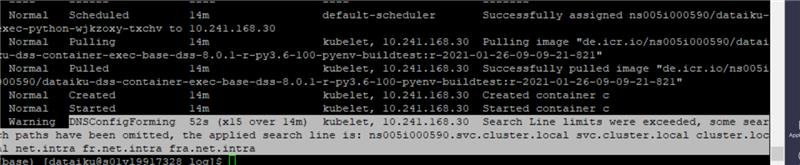 Normal Scheduled 14m default-scheduler Successfully assigned ns005i000590/dataiku-
exec-python-wjkzoxy-txchv to 10.241.168.30
Normal Pulling 14m kubelet, 10.241.168.30 Pulling image "de.icr.io/ns005i000590/datai
ku-dss-container-exec-base-dss-8.0.1-r-py3.6-100-pyenv-buildtest:r-2021-01-26-09-09-21-821"
Normal Pulled 14m kubelet, 10.241.168.30 Successfully pulled image "de.icr.io/ns005i
000590/dataiku-dss-container-exec-base-dss-8.0.1-r-py3.6-100-pyenv-buildtest:r-2021-01-26-09-09-21-821"
Normal Created 14m kubelet, 10.241.168.30 Created container c
Normal Started 14m kubelet, 10.241.168.30 Started container c
Warning DNSConfigForming 52s (x15 over 14m) kubelet, 10.241.168.30 Search Line limits were exceeded, some sear
ch paths have been omitted, the applied search line is: ns005i000590.svc.cluster.local svc.cluster.local cluster.loc
al net.intra fr.net.intra fra.net.intra
(base) [dataiku@s01vl9917328 log]$